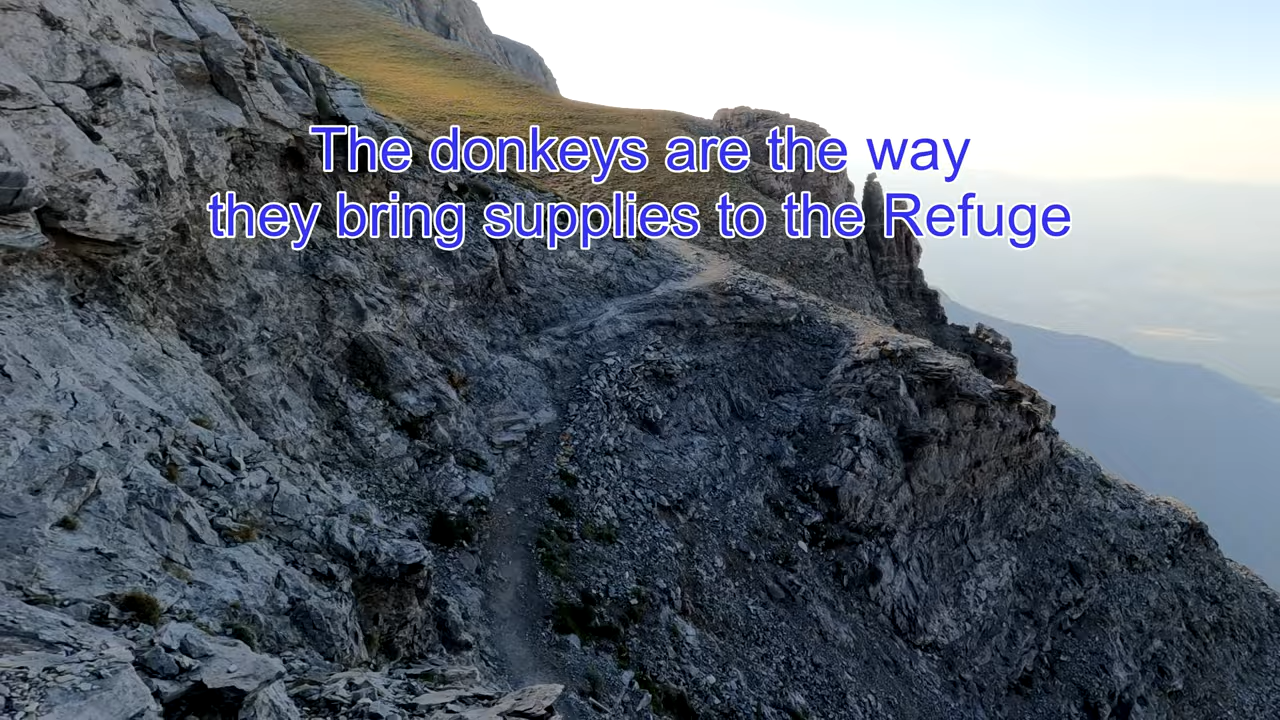 The donkeys are the way
they bring supplies to the Refuge